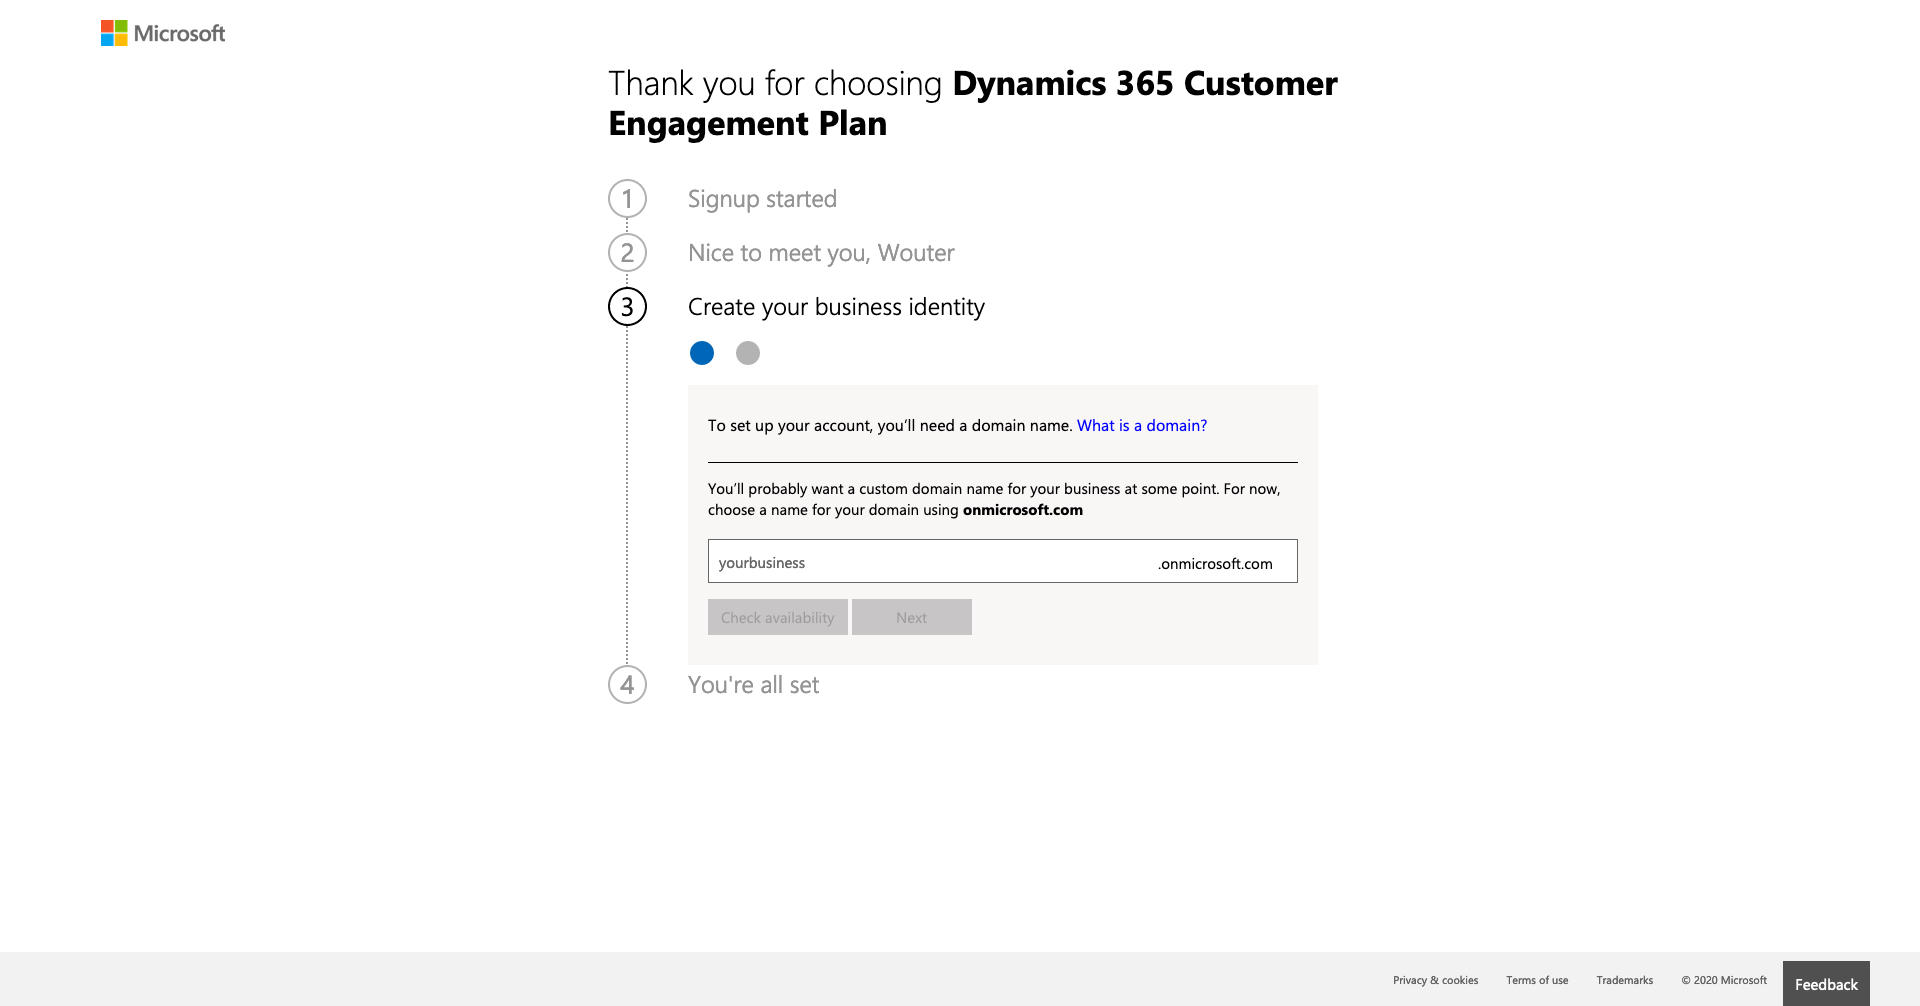 Microsoft
Thank you for choosing Dynamics 365 Customer
Engagement Plan
1 Signup started
2 Nice to meet you, Wouter
3 Create your business identity
To set up your account, you'll need a domain name. What is a domain?
You'll probably want a custom domain name for your business at some point. For now,
choose a name for your domain using onmicrosoft.com
yourbusiness .onmicrosoft.com
Check availability Next
4 You're all set
Privacy & cookies Terms of use Trademarks © 2020 Microsoft Feedback